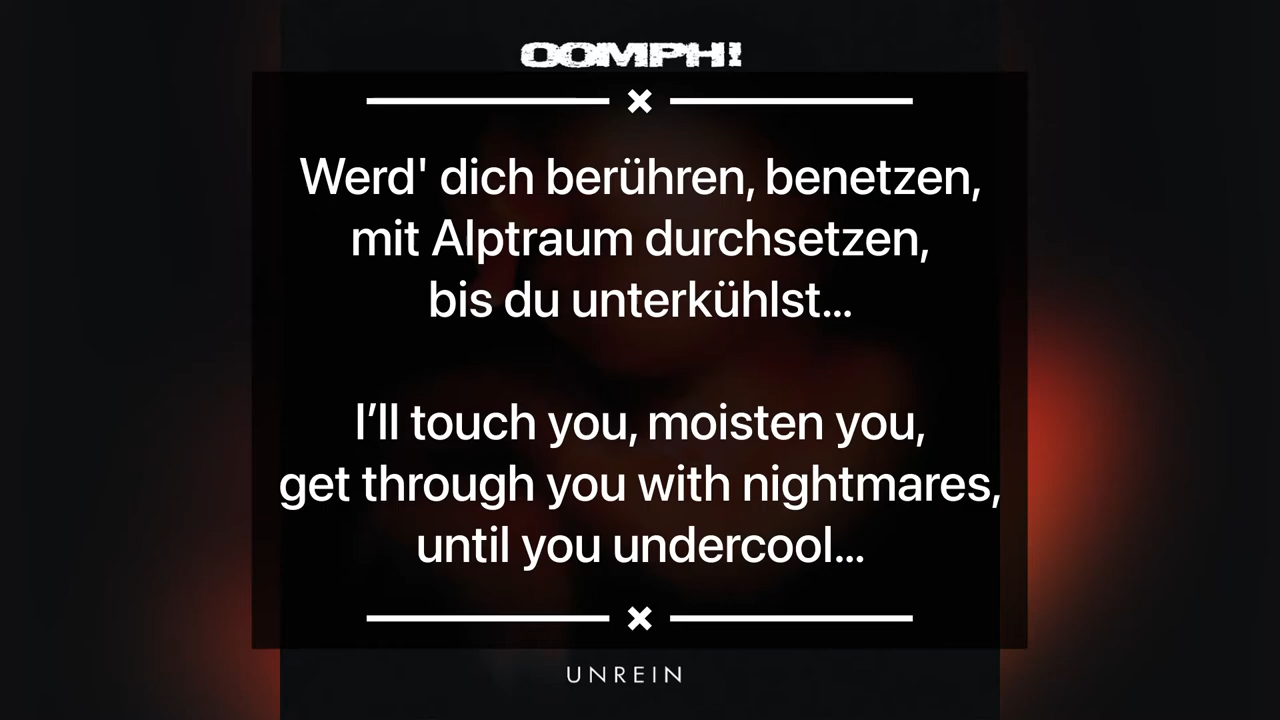 OOMPH!
Werd' dich berühren, benetzen,
mit Alptraum durchsetzen,
bis du unterkühlst...
I’ll touch you, moisten you,
get through you with nightmares,
until you undercool...
UNREIN